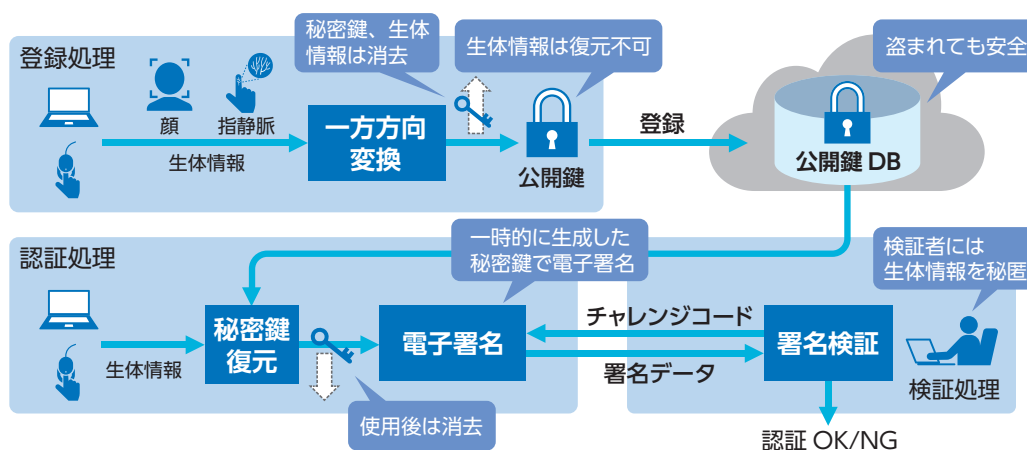 登録処理
秘密鍵、生体
情報は消去
生体情報は復元不可
盗まれても安全
顔
指静脈
生体情報
一方方向
変換
公開鍵
登録
公開鍵 DB
認証処理
一時的に生成した
秘密鍵で電子署名
検証者には
生体情報を秘匿
生体情報
秘密鍵
復元
電子署名
チャレンジコード
署名データ
署名検証
検証処理
使用後は消去
認証 OK/NG